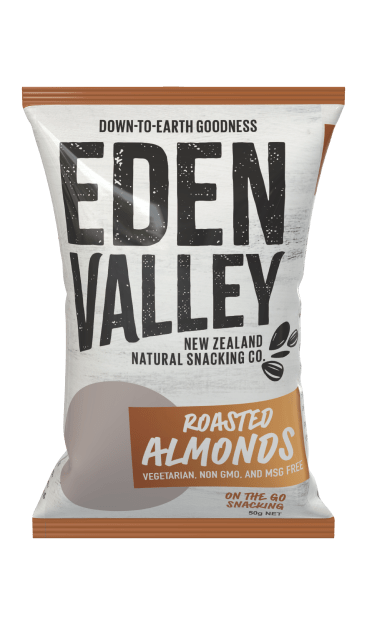 DOWN-TO-EARTH GOODNESS
EDEN
VALLEY
NEW ZEALAND
NATURAL SNACKING CO.
ROASTED
ALMONDS
VEGETARIAN, NON GMO, AND MSG FREE
ON THE GO
SNACKING
50g NET